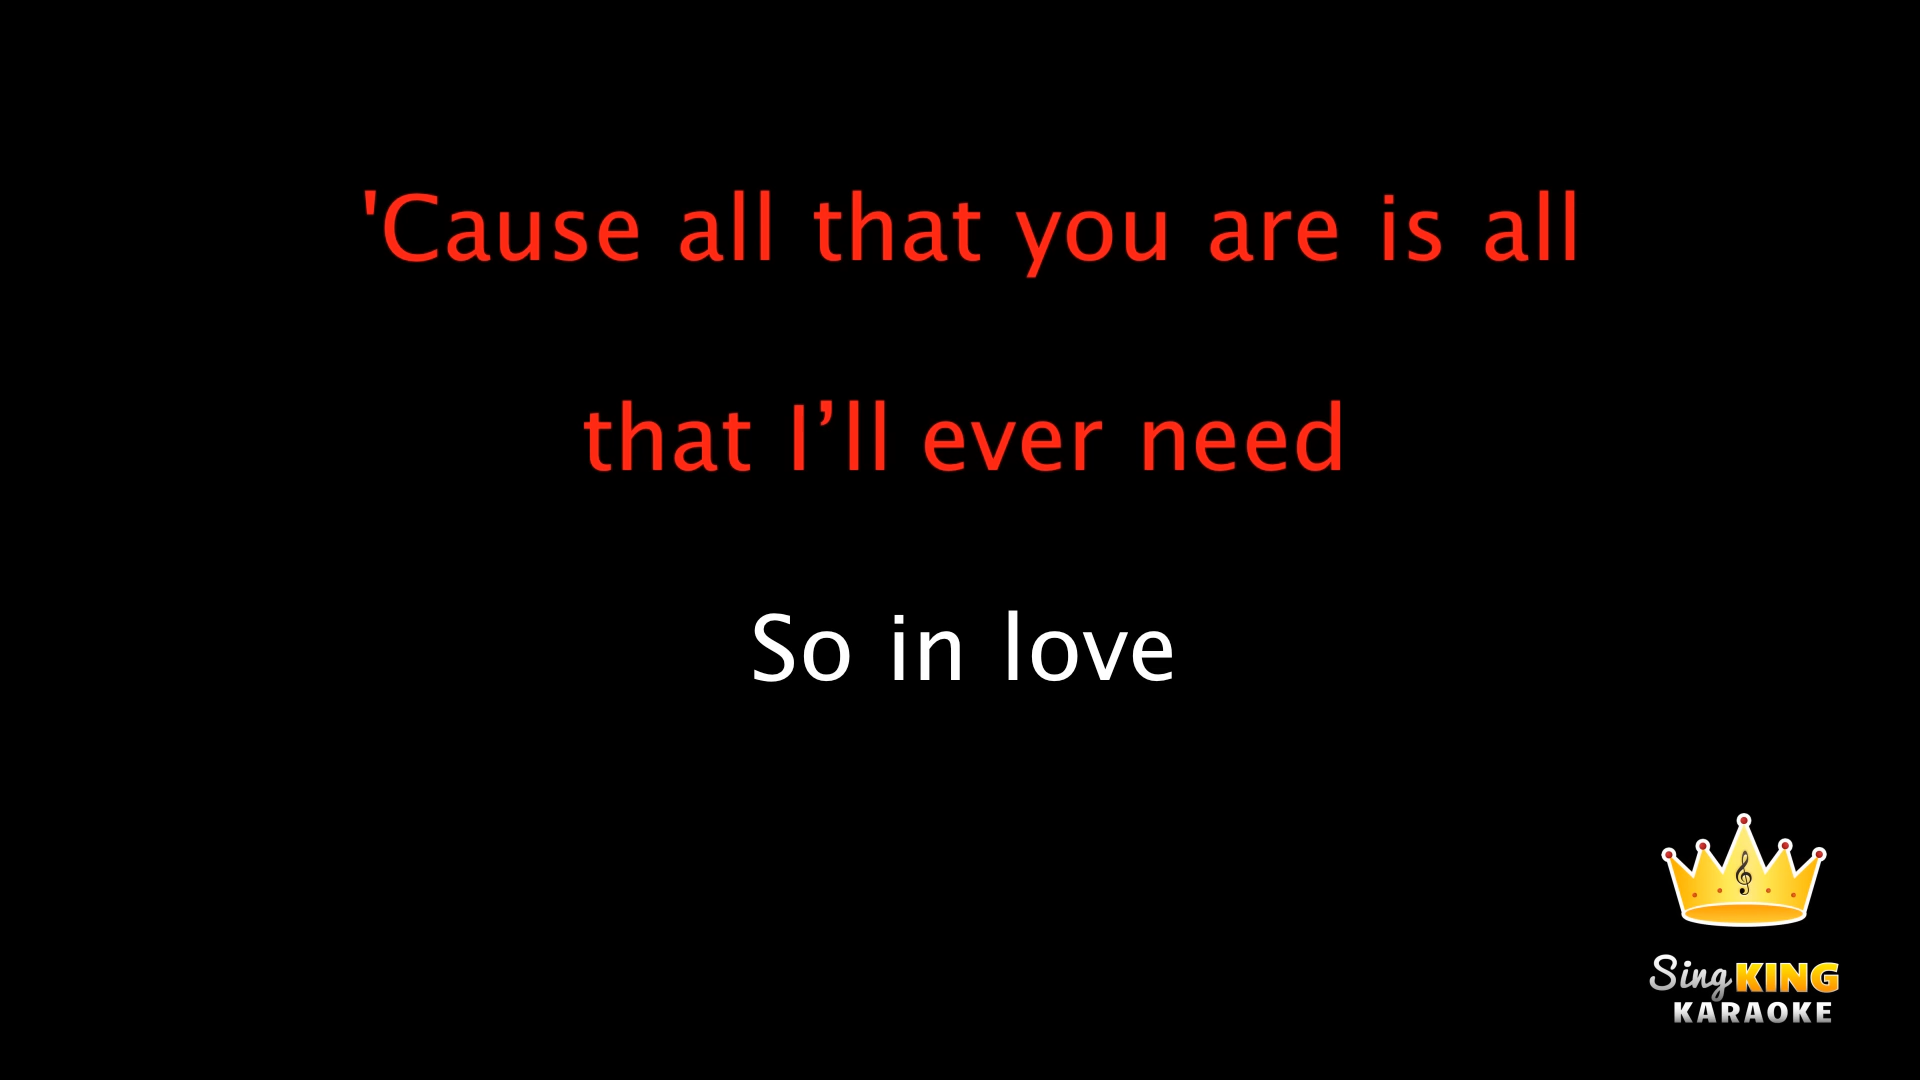 'Cause all that you are is all
that I’ll ever need
So in love
Sing KING
KARAOKE